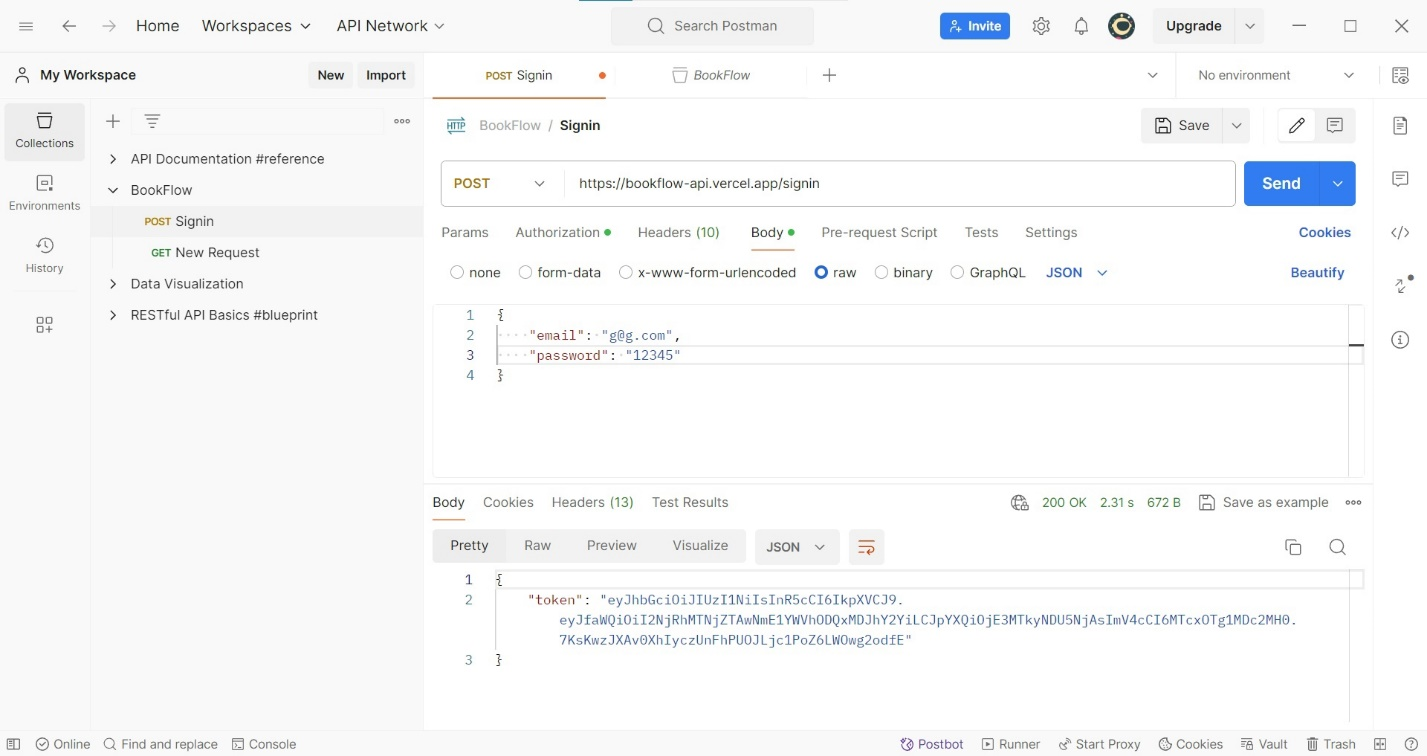 Home Workspaces API Network Search Postman Invite Upgrade
My Workspace New Import POST Signin BookFlow No environment
Collections
Environments
History
API Documentation #reference
BookFlow
POST Signin
GET New Request
Data Visualization
RESTful API Basics #blueprint
HTTP BookFlow / Signin Save
POST https://bookflow-api.vercel.app/signin Send
Params Authorization Headers (10) Body Pre-request Script Tests Settings Cookies
none form-data x-www-form-urlencoded raw binary GraphQL JSON Beautify
1 {
2 "email": "g@g.com",
3 "password": "12345"
4 }
Body Cookies Headers (13) Test Results 200 OK 2.31 s 672 B Save as example
Pretty Raw Preview Visualize JSON
1 {
2 "token": "eyJhbGciOiJIUzI1NiIsInR5cCI6IkpXVCJ9.
eyJfaWQiOiI2NjRhMTNjZTAwNmE1YWVhODQxMDJhY2YiLCJpYXQiOjE3MTkyNDU5NjAsImV4cCI6MTcxOTg1MDc2MH0.
7KsKwzJXAv0XhIyczUnFhPUOJLjc1PoZ6LWOwg2odfE"
3 }
Online Find and replace Console Postbot Runner Start Proxy Cookies Vault Trash